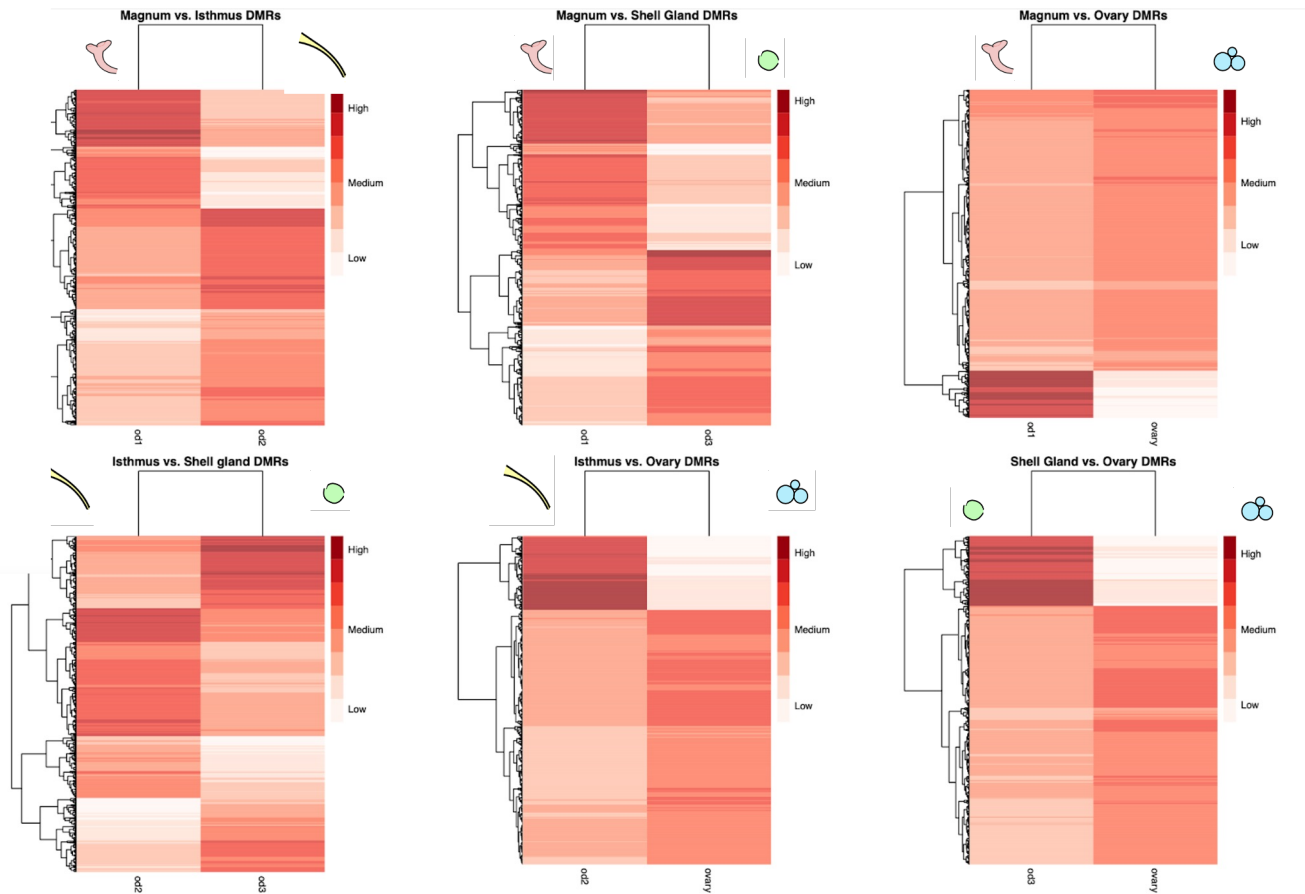 Magnum vs. Isthmus DMRs
High
Medium
Low
od1
od2
Magnum vs. Shell Gland DMRs
High
Medium
Low
od1
od3
Magnum vs. Ovary DMRs
High
Medium
Low
od1
ovary
Isthmus vs. Shell gland DMRs
High
Medium
Low
od2
od3
Isthmus vs. Ovary DMRs
High
Medium
Low
od2
ovary
Shell Gland vs. Ovary DMRs
High
Medium
Low
od3
ovary